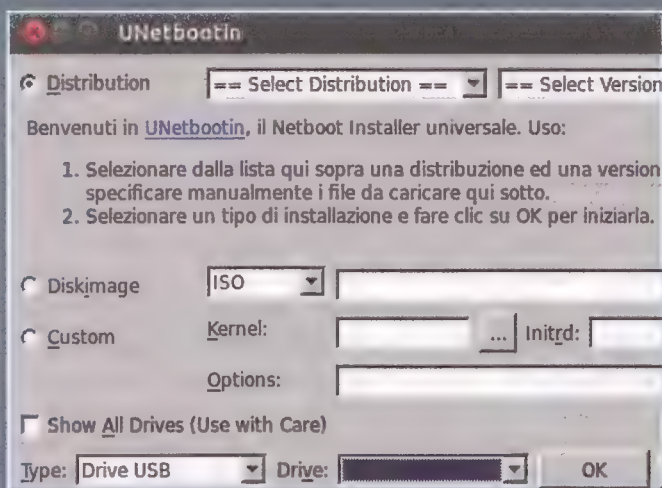 UNetbootin
Distribution == Select Distribution == == Select Version
Benvenuti in UNetbootin, il Netboot Installer universale. Uso:
1. Selezionare dalla lista qui sopra una distribuzione ed una version
specificare manualmente i file da caricare qui sotto.
2. Selezionare un tipo di installazione e fare clic su OK per iniziarla.
Diskimage ISO
Custom Kernel: ... Initrd:
Options:
Show All Drives (Use with Care)
Type: Drive USB Drive: OK